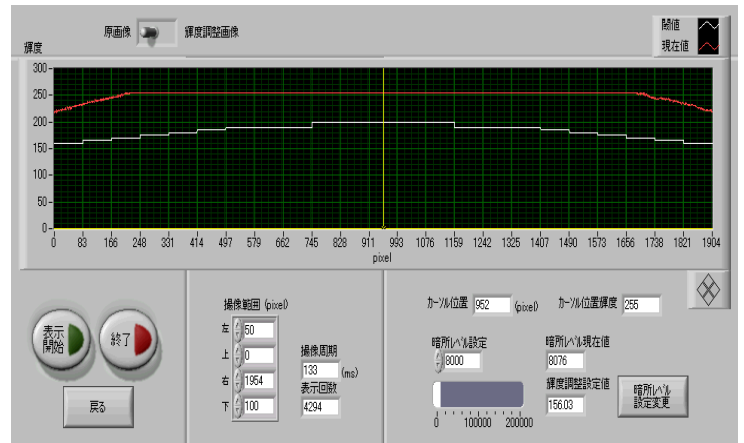 原画像 輝度調整画像
閾値
現在値
輝度
300
250
200
150
100
50
0
0 83 166 248 331 414 497 579 662 745 828 911 993 1076 1159 1242 1325 1407 1490 1573 1656 1738 1821 1904
pixel
表示開始
終了
戻る
撮像範囲 (pixel)
左 50
上 0
右 1954
下 100
撮像周期
133 (ms)
表示回数
4294
カーソル位置 952 (pixel) カーソル位置輝度 255
暗所レベル設定
8000
暗所レベル現在値
8076
輝度調整設定値
156.03
0 100000 200000
暗所レベル
設定変更